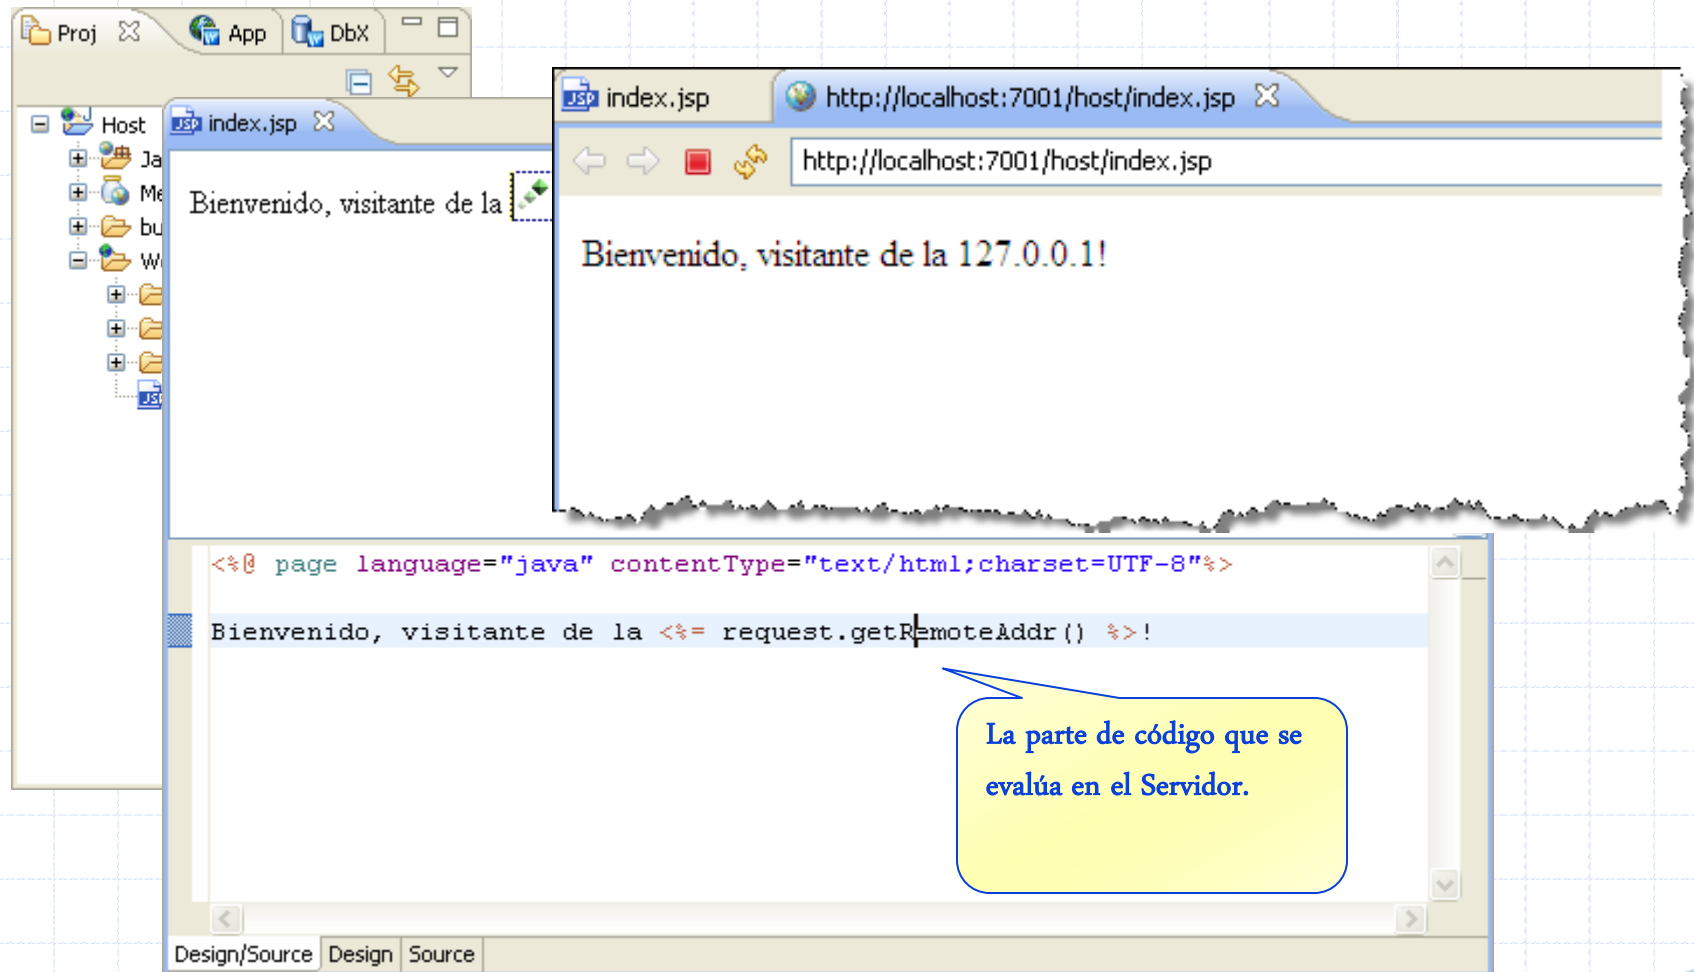 Proj
App
DbX
Host
Ja
Me
bu
W
index.jsp
Bienvenido, visitante de la
index.jsp
http://localhost:7001/host/index.jsp
http://localhost:7001/host/index.jsp
Bienvenido, visitante de la 127.0.0.1!
<%@ page language="java" contentType="text/html;charset=UTF-8"%>
Bienvenido, visitante de la <%= request.getRemoteAddr() %>!
La parte de código que se
evalúa en el Servidor.
Design/Source
Design
Source